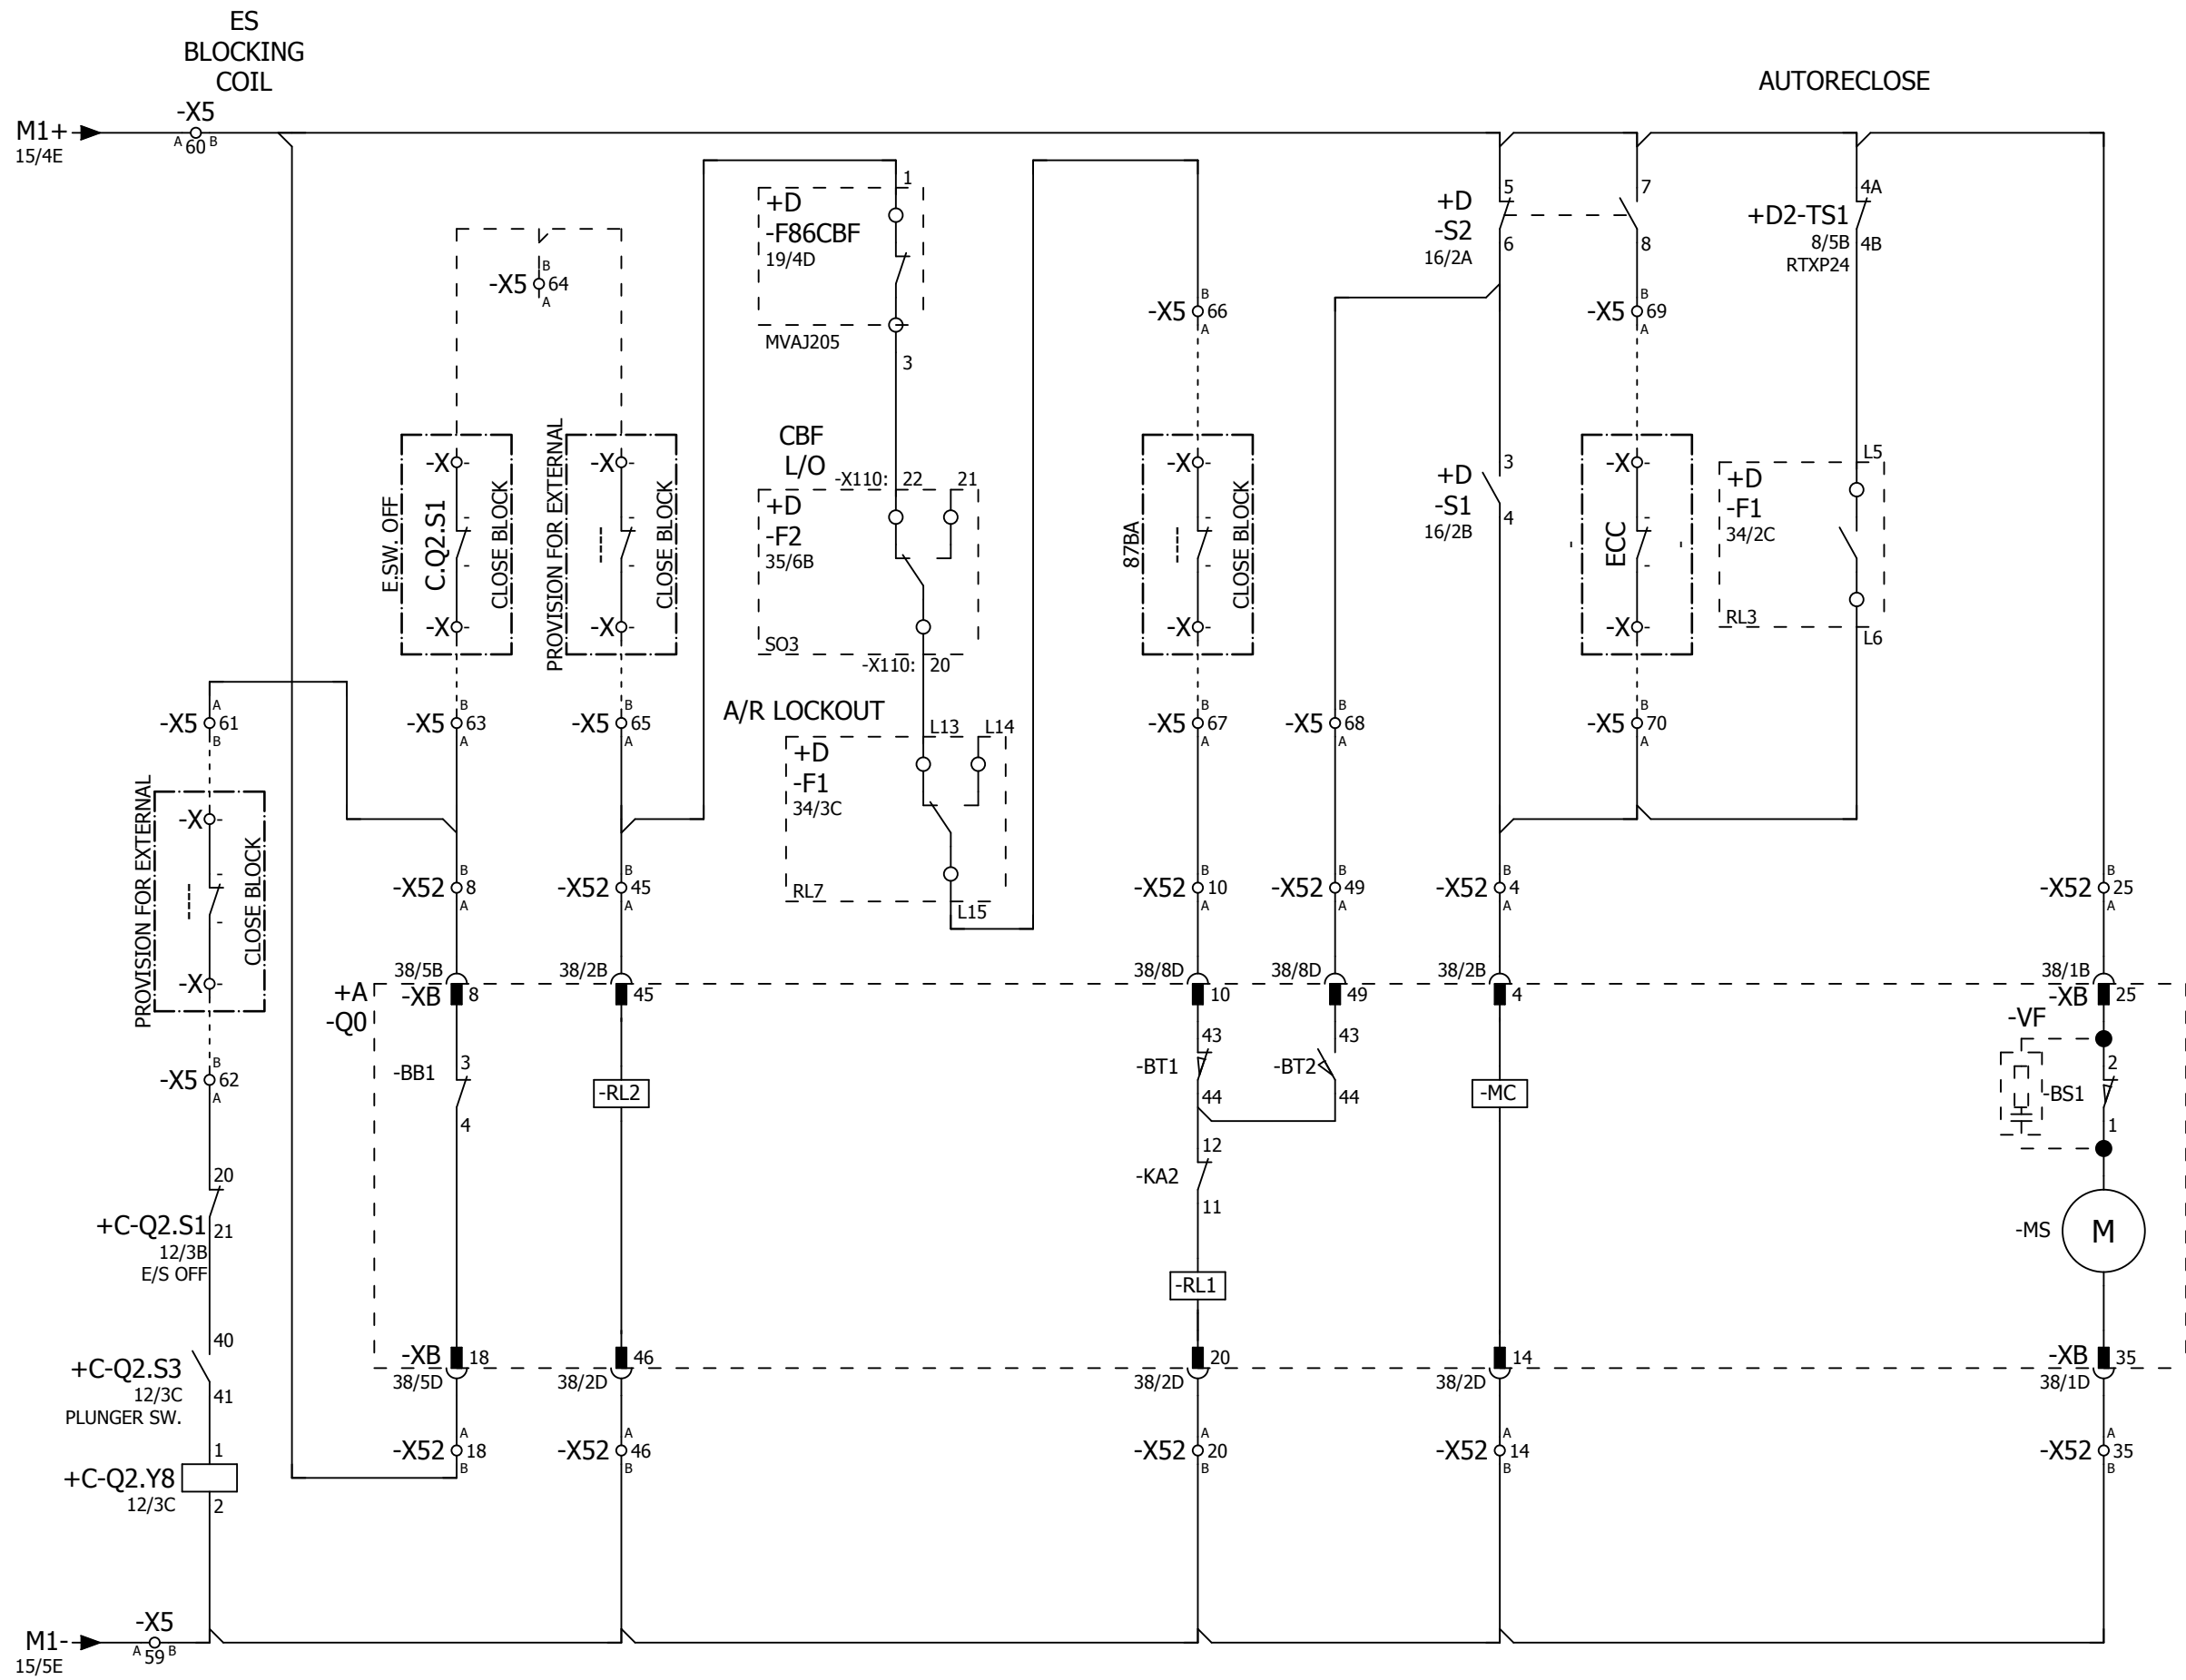 ES
BLOCKING
COIL
AUTORECLOSE
-X5
M1+
15/4E
A 60 B
1
+D
-F86CBF
19/4D
MVAJ205
3
5
+D
-S2
16/2A
6
7
8
4A
+D2-TS1
8/5B
4B
RTXP24
B
-X5 64
A
B
-X5 66
A
B
-X5 69
A
CBF
L/O
-X110: 22
21
+D
-F2
35/6B
SO3
-X110: 20
E.SW. OFF
-X -
C.Q2.S1
-
-
CLOSE BLOCK
-X -
PROVISION FOR EXTERNAL
-X -
-
-
CLOSE BLOCK
-X -
87BA
-X -
-
-
CLOSE BLOCK
-X -
3
+D
-S1
16/2B
4
-X -
ECC
-
-
-X -
L5
+D
-F1
34/2C
RL3
L6
A
-X5 61
B
B
-X5 63
A
B
-X5 65
A
A/R LOCKOUT
L13
L14
+D
-F1
34/3C
RL7
L15
B
-X5 67
A
B
-X5 68
A
B
-X5 70
A
PROVISION FOR EXTERNAL
-X -
-
-
CLOSE BLOCK
-X -
B
-X52 8
A
B
-X52 45
A
B
-X52 10
A
B
-X52 49
A
B
-X52 4
A
B
-X52 25
A
38/5B
38/2B
38/8D
38/8D
38/2B
38/1B
+A
-Q0
-XB 8
45
10
49
4
-XB 25
B
-X5 62
A
3
-BB1
4
-RL2
43
-BT1
44
43
-BT2
44
-MC
-VF
2
-BS1
1
12
-KA2
11
20
+C-Q2.S1
21
12/3B
E/S OFF
-MS
M
-RL1
40
+C-Q2.S3
12/3C
41
PLUNGER SW.
-XB 18
46
20
14
-XB 35
38/5D
38/2D
38/2D
38/2D
38/1D
1
+C-Q2.Y8
12/3C
2
A
-X52 18
B
A
-X52 46
B
A
-X52 20
B
A
-X52 14
B
A
-X52 35
B
-X5
M1-
15/5E
A 59 B